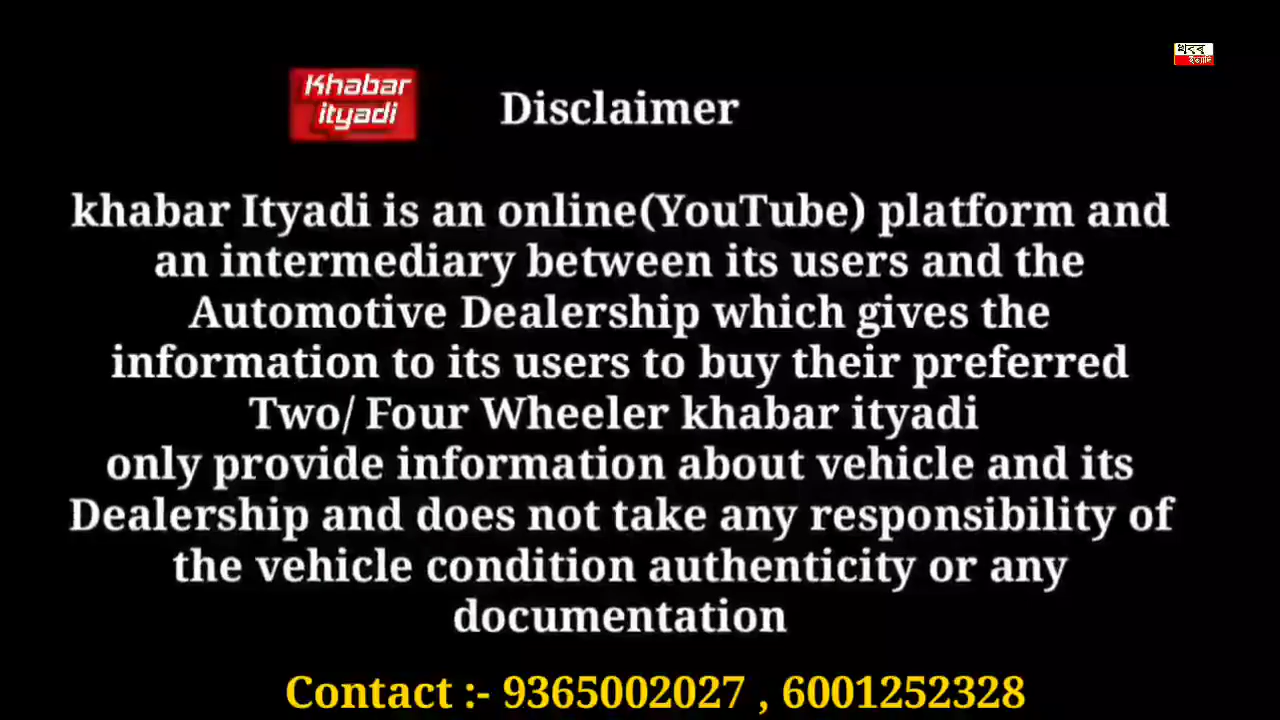 খবৰ
ইত্যাদি
Khabar
ityadi
Disclaimer
khabar Ityadi is an online(YouTube) platform and
an intermediary between its users and the
Automotive Dealership which gives the
information to its users to buy their preferred
Two/ Four Wheeler khabar ityadi
only provide information about vehicle and its
Dealership and does not take any responsibility of
the vehicle condition authenticity or any
documentation
Contact :- 9365002027 , 6001252328